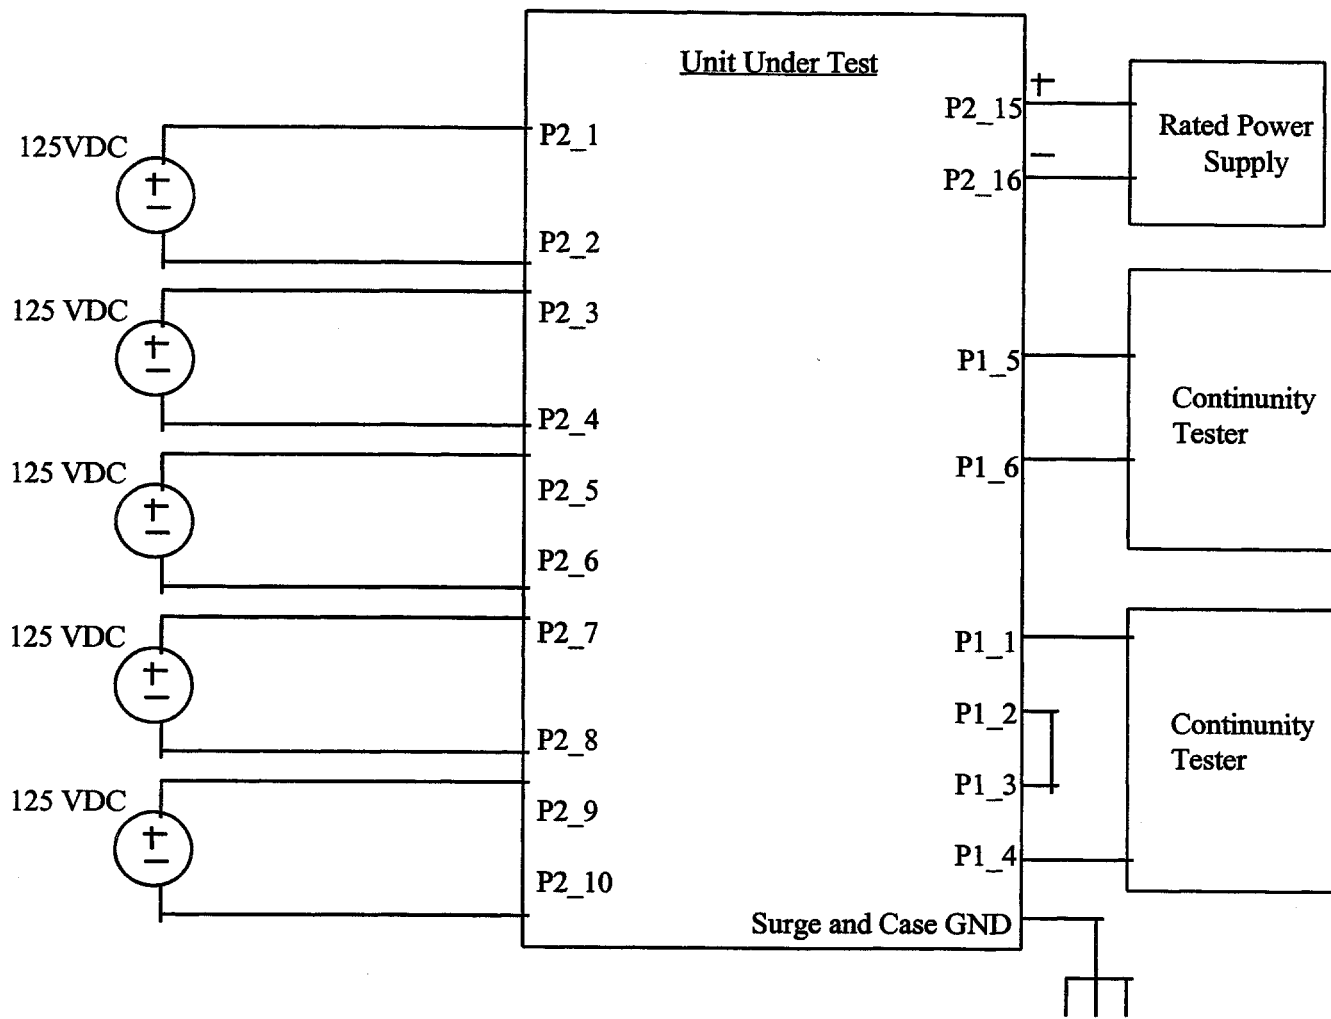 Unit Under Test
125VDC
P2_1
P2_2
125 VDC
P2_3
P2_4
125 VDC
P2_5
P2_6
125 VDC
P2_7
P2_8
125 VDC
P2_9
P2_10
P2_15
+
P2_16
−
Rated Power
Supply
P1_5
P1_6
Continunity
Tester
P1_1
P1_2
P1_3
P1_4
Continunity
Tester
Surge and Case GND